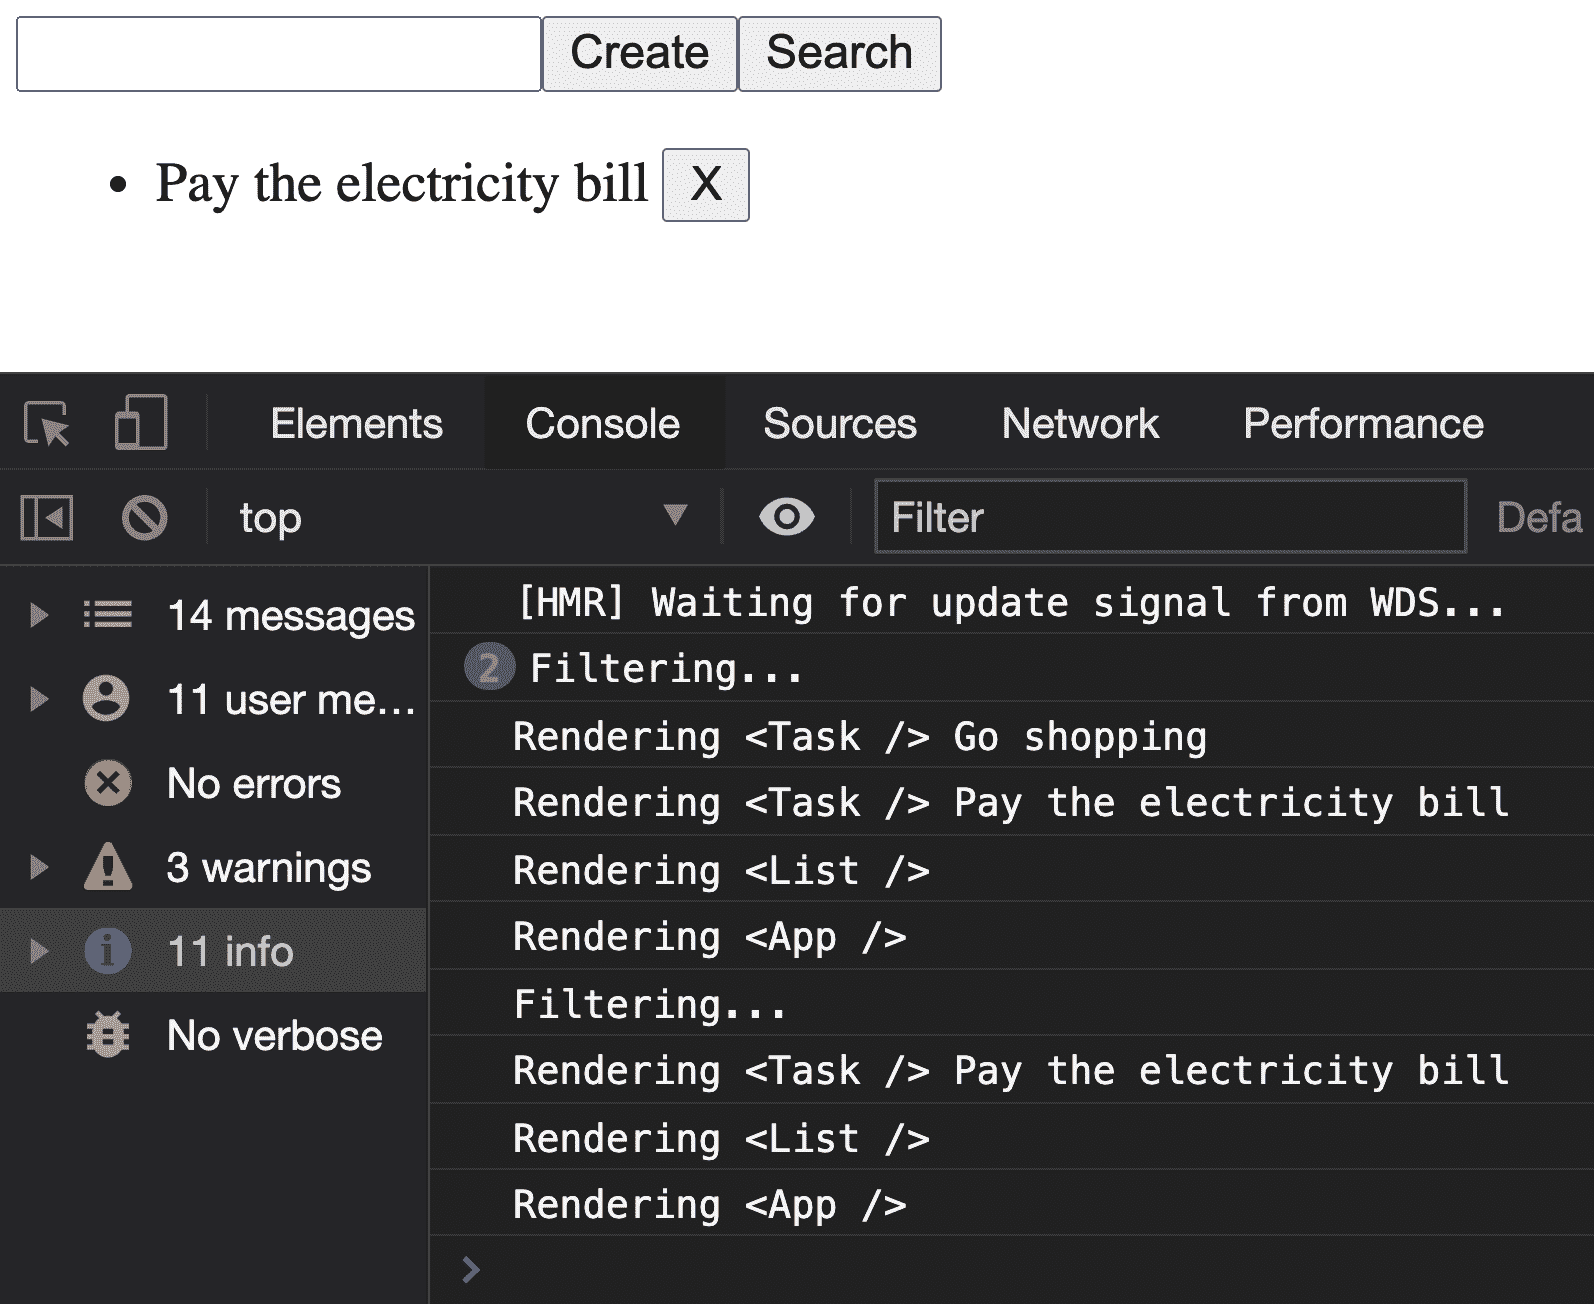 Create Search
• Pay the electricity bill X
Elements Console Sources Network Performance
top Filter Defa
14 messages
11 user me...
No errors
3 warnings
11 info
No verbose
[HMR] Waiting for update signal from WDS...
2 Filtering...
Rendering <Task /> Go shopping
Rendering <Task /> Pay the electricity bill
Rendering <List />
Rendering <App />
Filtering...
Rendering <Task /> Pay the electricity bill
Rendering <List />
Rendering <App />